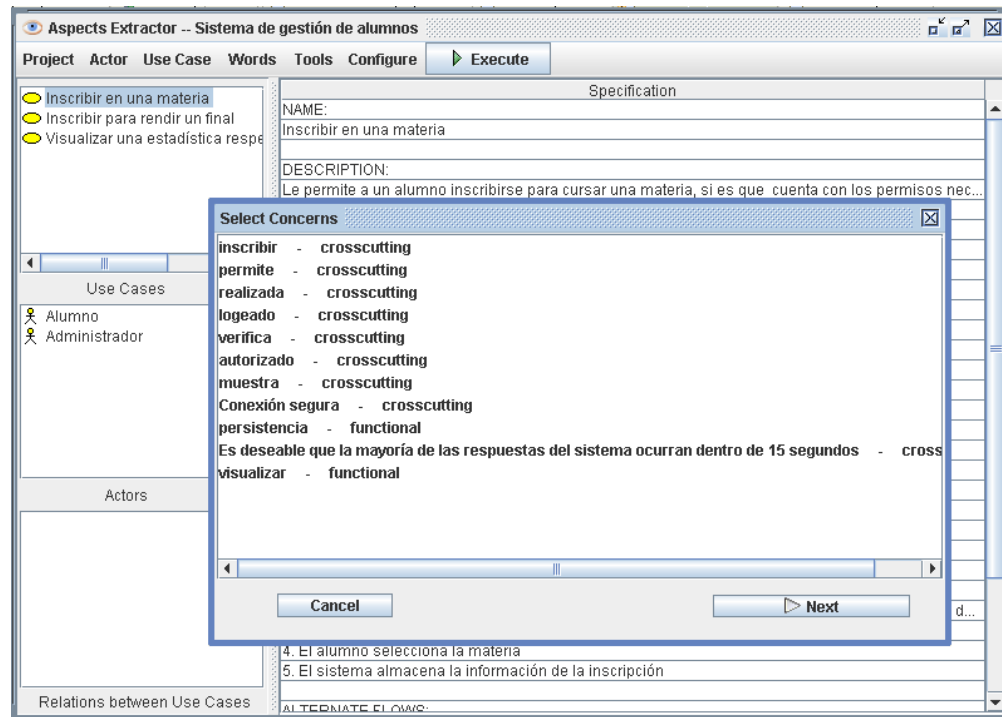 Aspects Extractor -- Sistema de gestión de alumnos
Project Actor Use Case Words Tools Configure Execute
Inscribir en una materia
Inscribir para rendir un final
Visualizar una estadística respe
Use Cases
Alumno
Administrador
Actors
Relations between Use Cases
Specification
NAME:
Inscribir en una materia
DESCRIPTION:
Le permite a un alumno inscribirse para cursar una materia, si es que cuenta con los permisos nec...
Select Concerns
inscribir - crosscutting
permite - crosscutting
realizada - crosscutting
logeado - crosscutting
verifica - crosscutting
autorizado - crosscutting
muestra - crosscutting
Conexión segura - crosscutting
persistencia - functional
Es deseable que la mayoría de las respuestas del sistema ocurran dentro de 15 segundos - cross
visualizar - functional
Cancel Next
d...
4. El alumno selecciona la materia
5. El sistema almacena la información de la inscripción
ALTERNATE FLOWS: